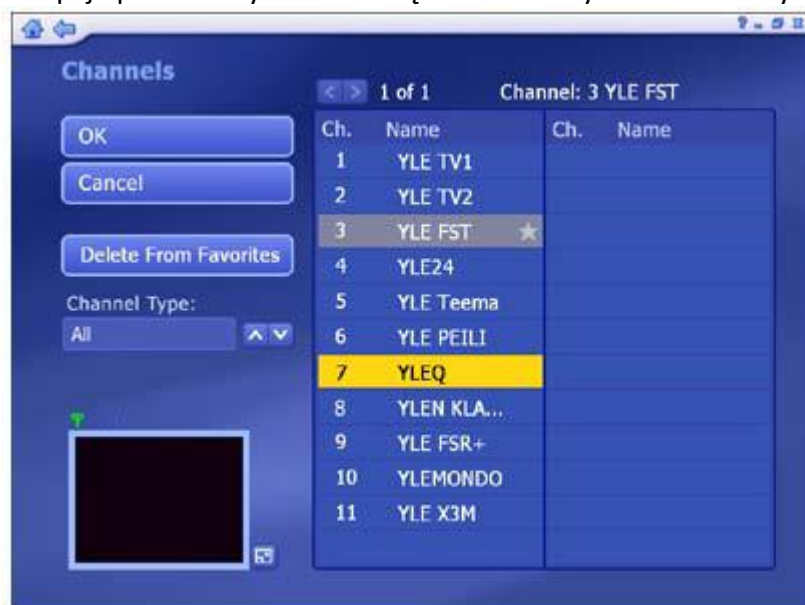 Channels
1 of 1 Channel: 3 YLE FST
OK
Cancel
Delete From Favorites
Channel Type:
All
Ch. Name Ch. Name
1 YLE TV1
2 YLE TV2
3 YLE FST
4 YLE24
5 YLE Teema
6 YLE PEILI
7 YLEQ
8 YLEN KLA...
9 YLE FSR+
10 YLEMONDO
11 YLE X3M